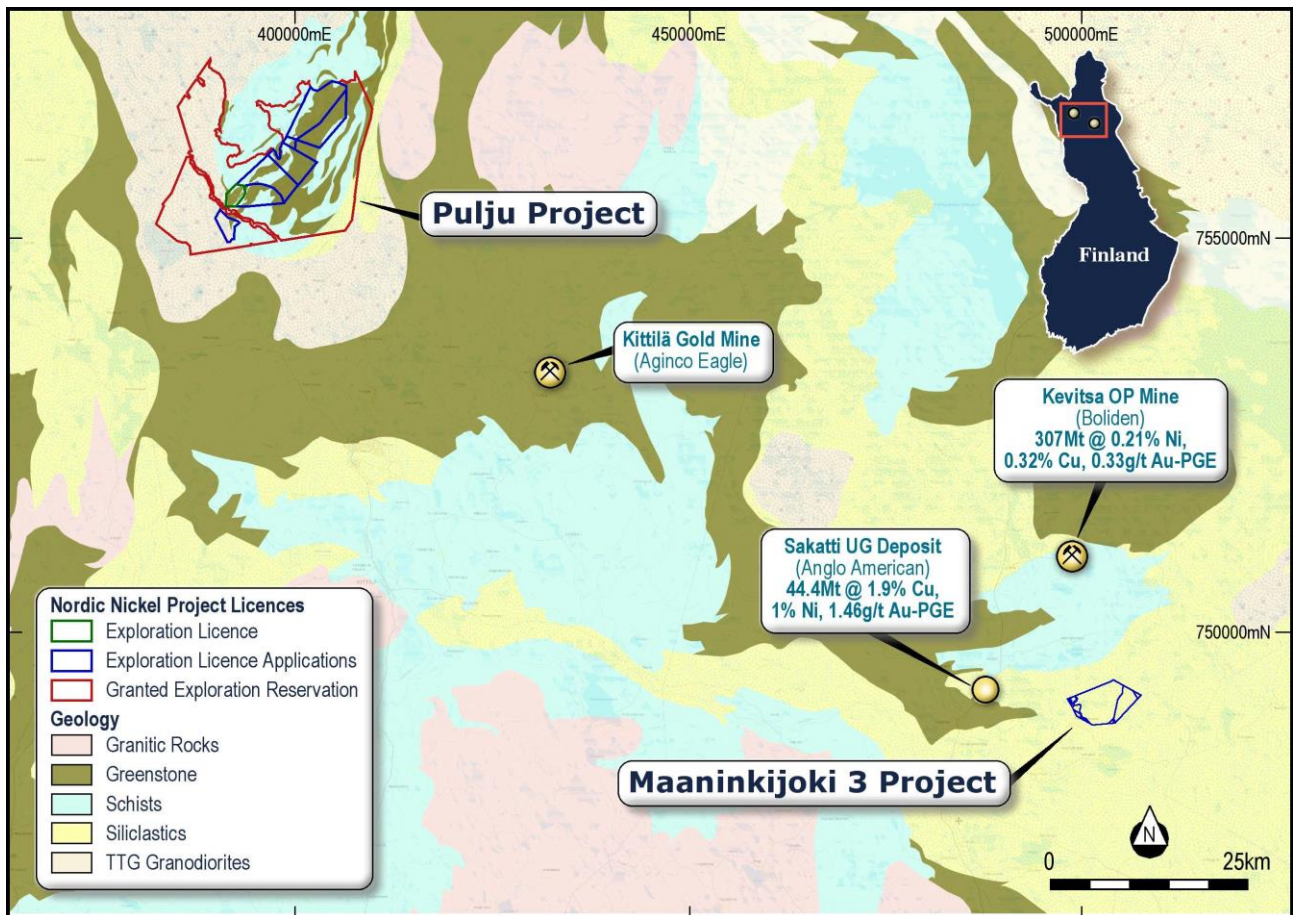 400000mE
450000mE
500000mE
Pulju Project
755000mN
Finland
Kittilä Gold Mine
(Aginco Eagle)
Kevitsa OP Mine
(Boliden)
307Mt @ 0.21% Ni,
0.32% Cu, 0.33g/t Au-PGE
Sakatti UG Deposit
(Anglo American)
44.4Mt @ 1.9% Cu,
1% Ni, 1.46g/t Au-PGE
750000mN
Maaninkijoki 3 Project
Nordic Nickel Project Licences
Exploration Licence
Exploration Licence Applications
Granted Exploration Reservation
Geology
Granitic Rocks
Greenstone
Schists
Siliclastics
TTG Granodiorites
N
0
25km